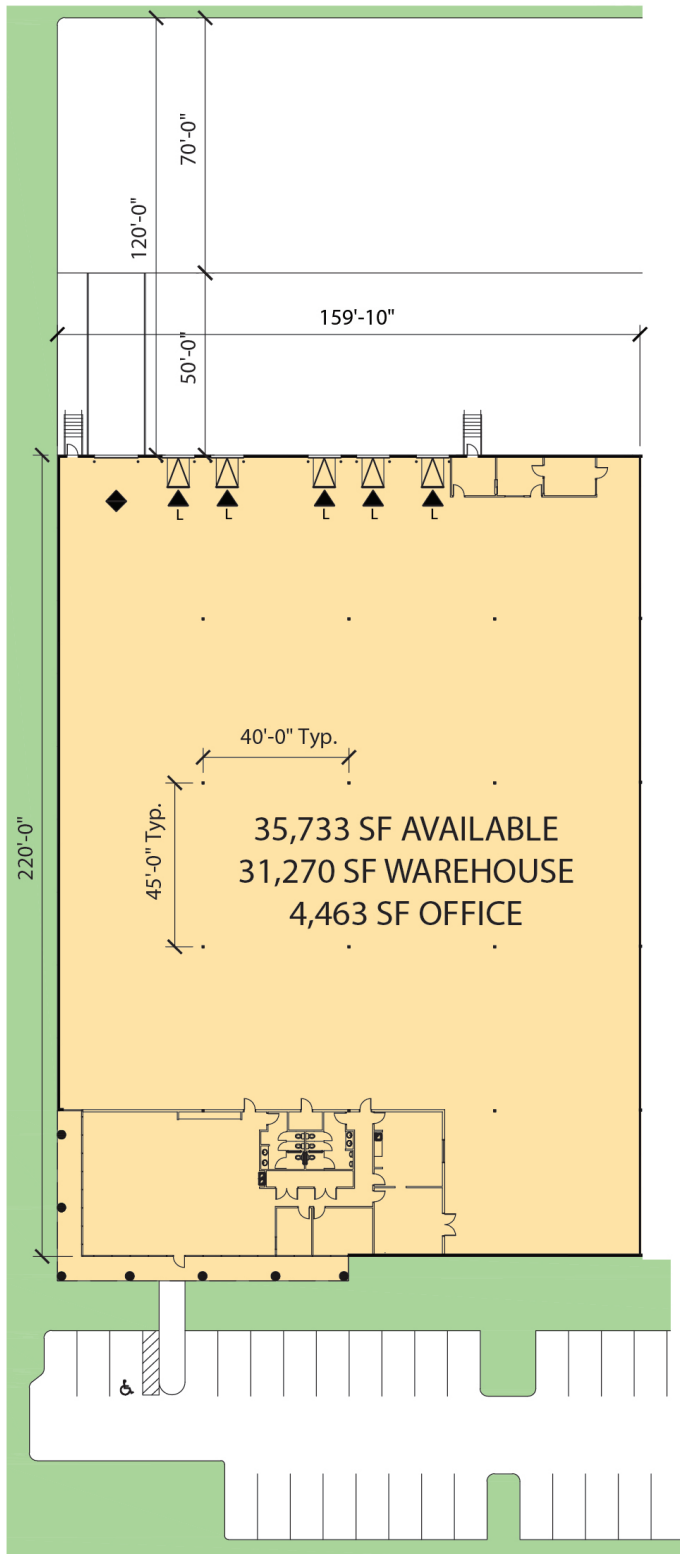 70'-0"
120'-0"
159'-10"
50'-0"
L
L
L
L
L
40'-0" Typ.
45'-0" Typ.
220'-0"
35,733 SF AVAILABLE
31,270 SF WAREHOUSE
4,463 SF OFFICE